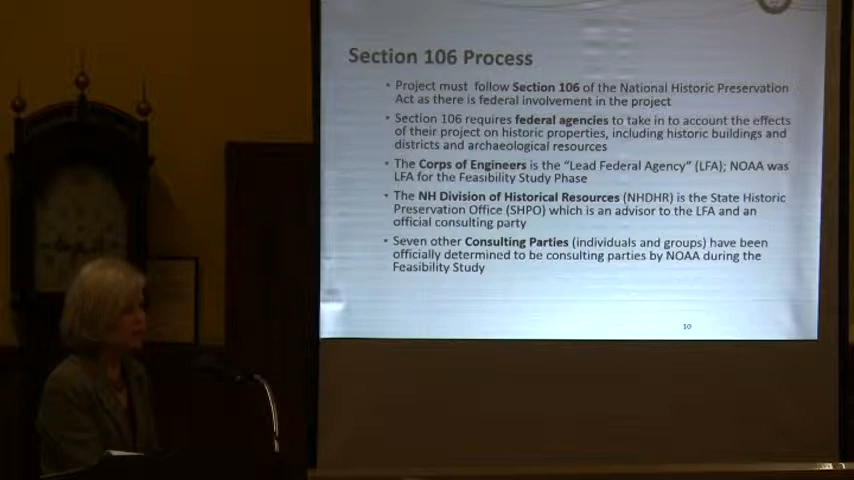 Section 106 Process
• Project must follow Section 106 of the National Historic Preservation
Act as there is federal involvement in the project
• Section 106 requires federal agencies to take in to account the effects
of their project on historic properties, including historic buildings and
districts and archaeological resources
• The Corps of Engineers is the "Lead Federal Agency" (LFA); NOAA was
LFA for the Feasibility Study Phase
• The NH Division of Historical Resources (NHDHR) is the State Historic
Preservation Office (SHPO) which is an advisor to the LFA and an
official consulting party
• Seven other Consulting Parties (individuals and groups) have been
officially determined to be consulting parties by NOAA during the
Feasibility Study
10